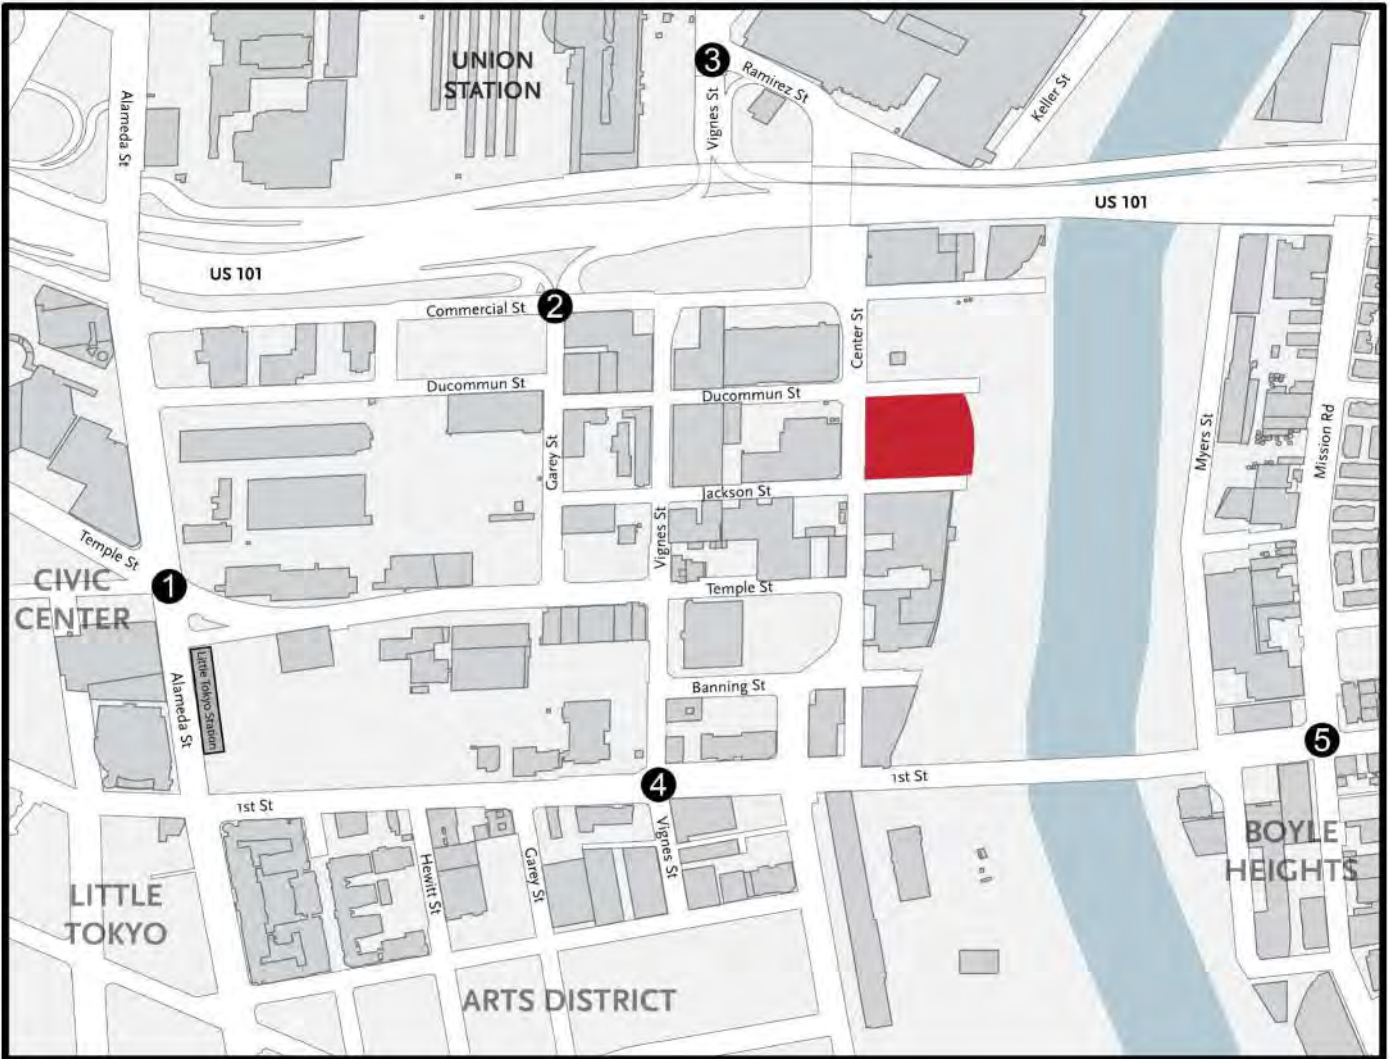 UNION
STATION
3
Ramirez St
Keller St
Alameda St
Vignes St
US 101
US 101
Commercial St
2
Center St
Ducommun St
Ducommun St
Garey St
Myers St
Mission Rd
Jackson St
Vignes St
Temple St
CIVIC
CENTER
1
Temple St
Little Tokyo Station
Alameda St
Banning St
5
1st St
4
1st St
Vignes St
Hewitt St
Garey St
BOYLE
HEIGHTS
LITTLE
TOKYO
ARTS DISTRICT